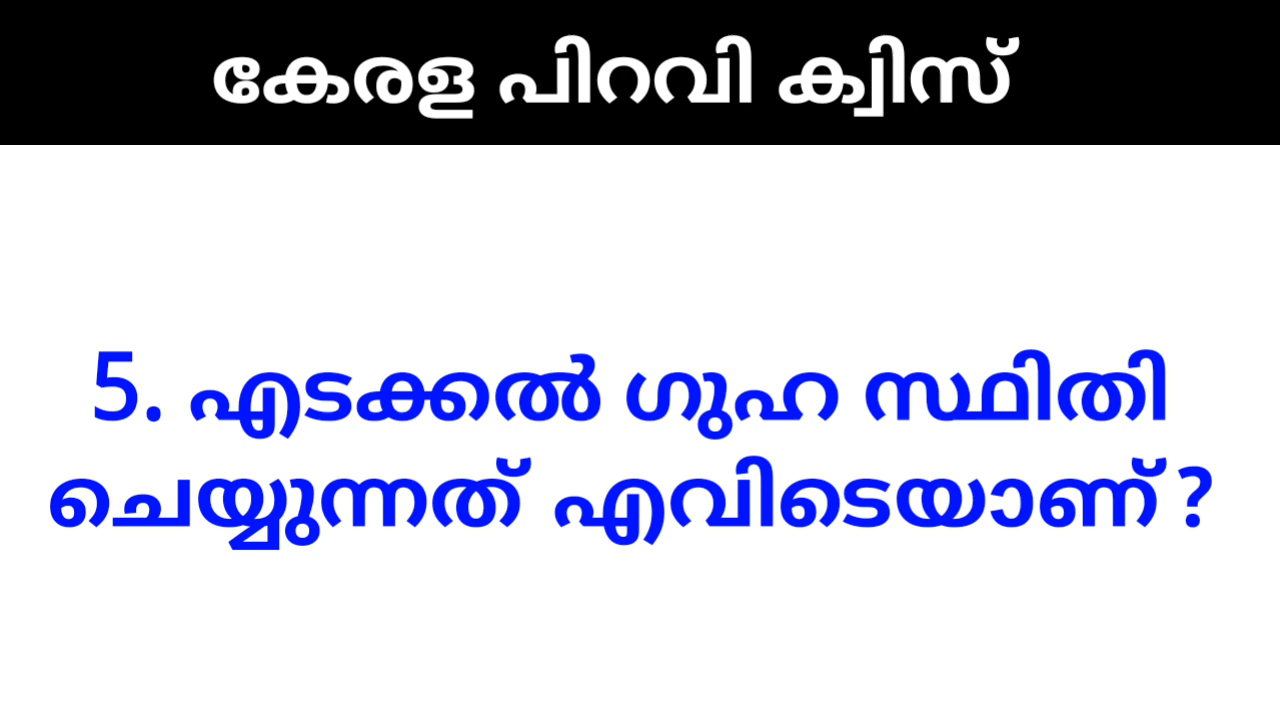 കേരള പിറവി ക്വിസ്
5. എടക്കൽ ഗുഹ സ്ഥിതി
ചെയ്യുന്നത് എവിടെയാണ് ?